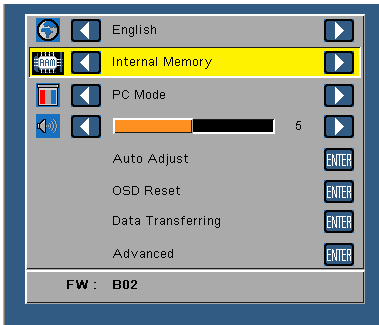 English
RAM Internal Memory
PC Mode
5
Auto Adjust ENTER
OSD Reset ENTER
Data Transferring ENTER
Advanced ENTER
FW : B02